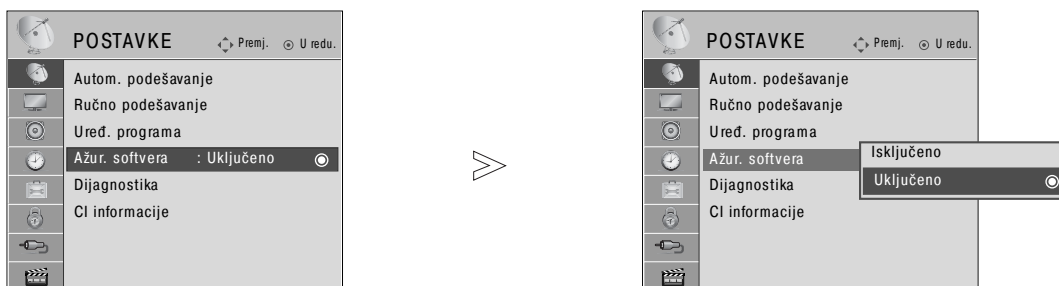 POSTAVKE Premj. U redu.
Autom. podešavanje
Ručno podešavanje
Uređ. programa
Ažur. softvera : Uključeno
Dijagnostika
CI informacije
POSTAVKE Premj. U redu.
Autom. podešavanje
Ručno podešavanje
Uređ. programa
Ažur. softvera
Isključeno
Uključeno
Dijagnostika
CI informacije